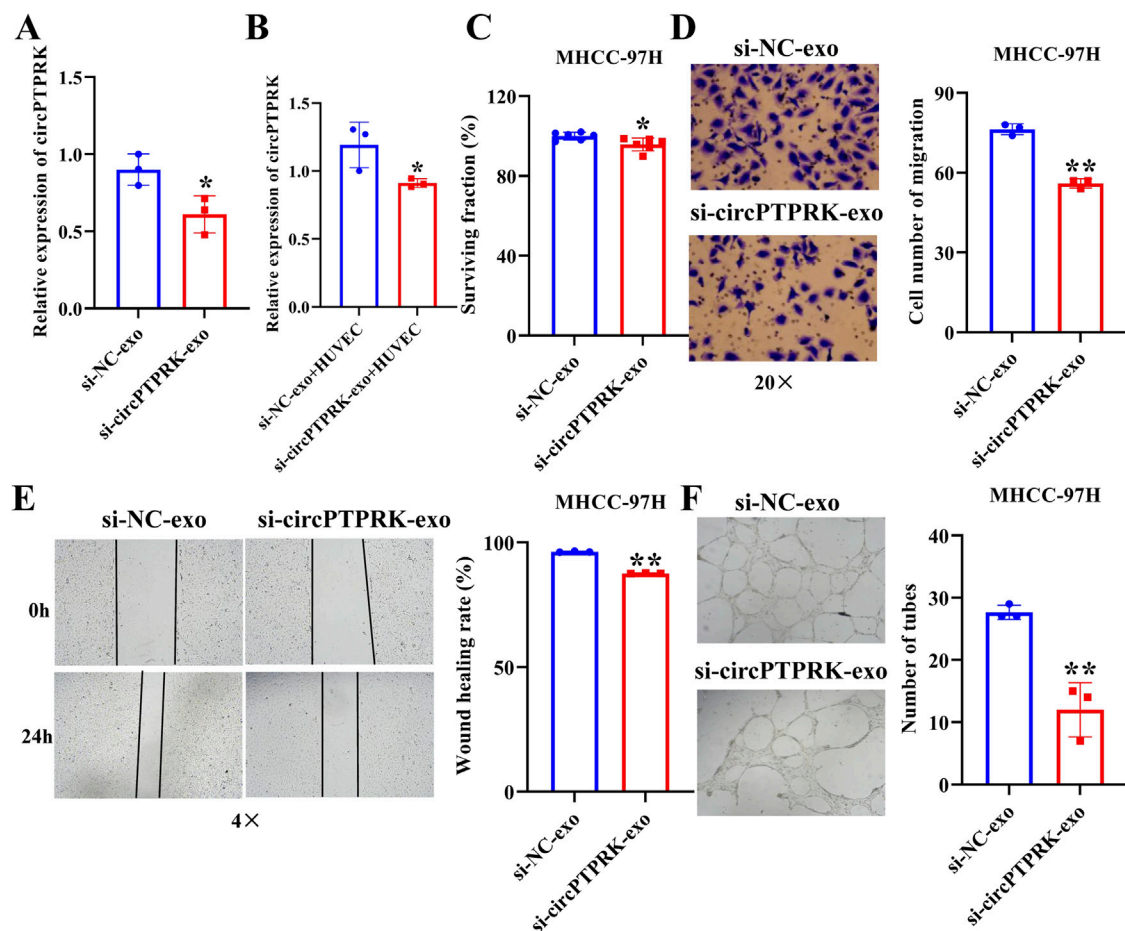 A
Relative expression of circPTPRK
1.5
1.0
0.5
0.0
*
si-NC-exo
si-circPTPRK-exo
B
Relative expression of circPTPRK
1.5
1.0
0.5
0.0
*
si-NC-exo+HUVEC
si-circPTPRK-exo+HUVEC
C
MHCC-97H
Surviving fraction (%)
120
80
40
0
*
si-NC-exo
si-circPTPRK-exo
D
si-NC-exo
si-circPTPRK-exo
20×
MHCC-97H
Cell number of migration
90
60
30
0
**
si-NC-exo
si-circPTPRK-exo
E
si-NC-exo
si-circPTPRK-exo
0h
24h
4×
MHCC-97H
Wound healing rate (%)
100
50
0
**
si-NC-exo
si-circPTPRK-exo
F
si-NC-exo
si-circPTPRK-exo
MHCC-97H
Number of tubes
40
30
20
10
0
**
si-NC-exo
si-circPTPRK-exo